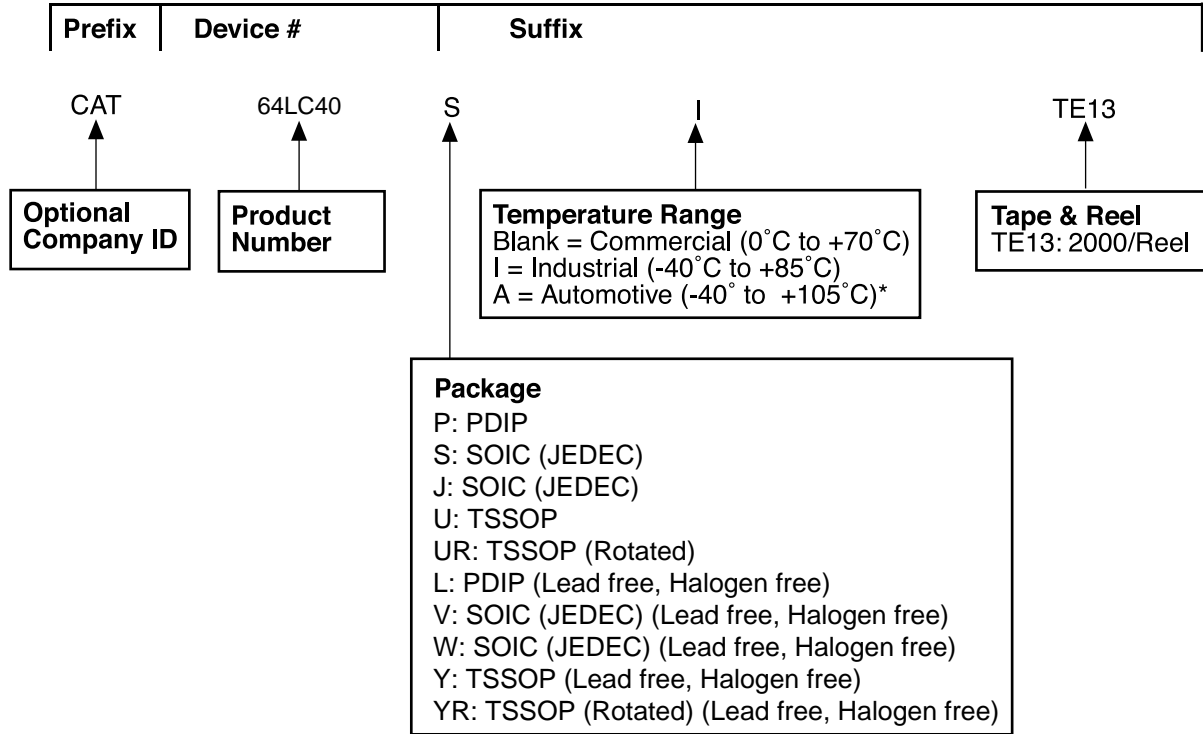 Prefix Device # Suffix
CAT 64LC40 S I TE13
Optional
Company ID
Product
Number
Temperature Range
Blank = Commercial (0˚C to +70˚C)
I = Industrial (-40˚C to +85˚C)
A = Automotive (-40˚ to +105˚C)*
Tape & Reel
TE13: 2000/Reel
Package
P: PDIP
S: SOIC (JEDEC)
J: SOIC (JEDEC)
U: TSSOP
UR: TSSOP (Rotated)
L: PDIP (Lead free, Halogen free)
V: SOIC (JEDEC) (Lead free, Halogen free)
W: SOIC (JEDEC) (Lead free, Halogen free)
Y: TSSOP (Lead free, Halogen free)
YR: TSSOP (Rotated) (Lead free, Halogen free)